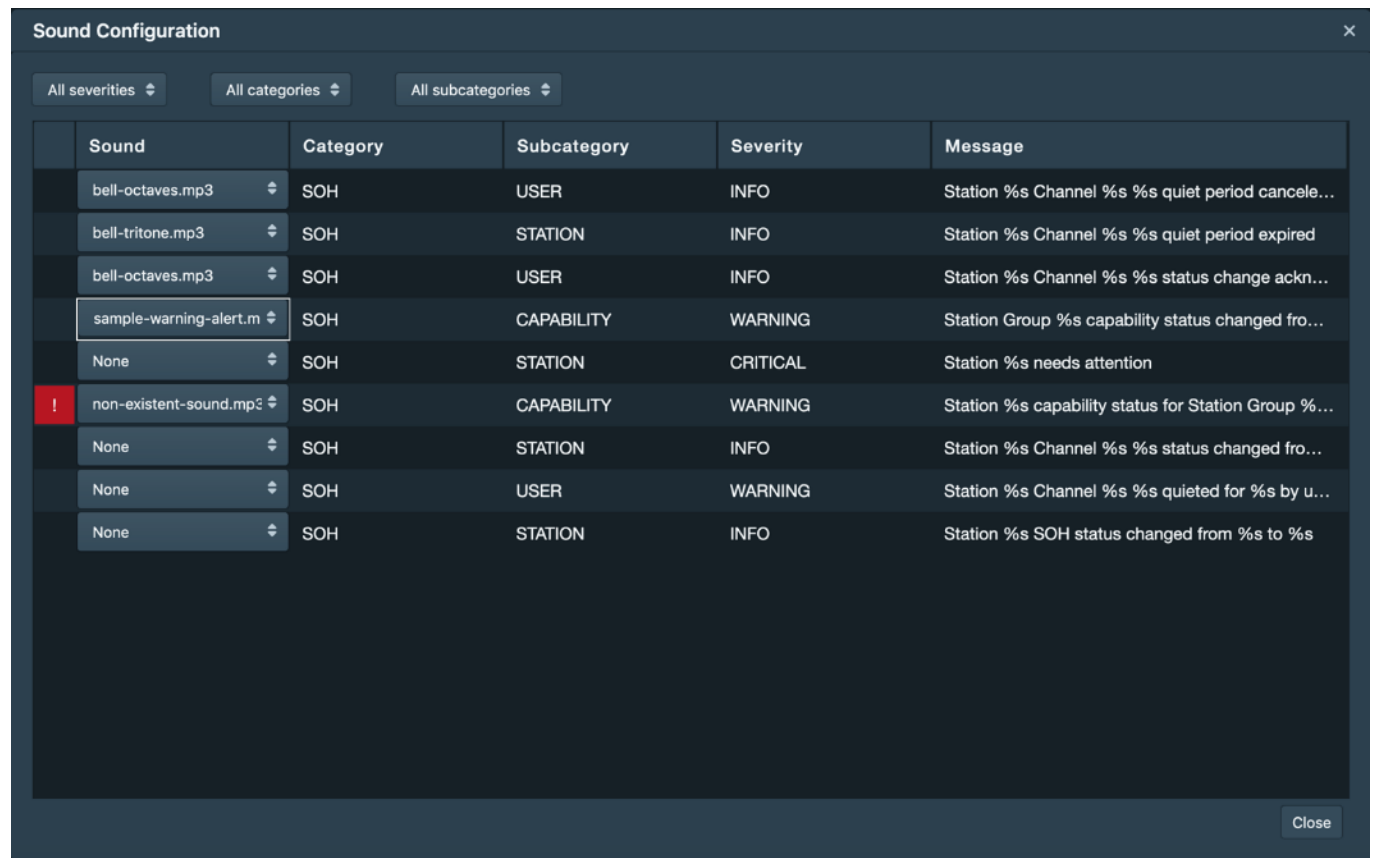 Sound Configuration ×
All severities All categories All subcategories
Sound Category Subcategory Severity Message
bell-octaves.mp3 SOH USER INFO Station %s Channel %s %s quiet period cancele...
bell-tritone.mp3 SOH STATION INFO Station %s Channel %s %s quiet period expired
bell-octaves.mp3 SOH USER INFO Station %s Channel %s %s status change ackn...
sample-warning-alert.m SOH CAPABILITY WARNING Station Group %s capability status changed fro...
None SOH STATION CRITICAL Station %s needs attention
! non-existent-sound.mp3 SOH CAPABILITY WARNING Station %s capability status for Station Group %...
None SOH STATION INFO Station %s Channel %s %s status changed fro...
None SOH USER WARNING Station %s Channel %s %s quieted for %s by u...
None SOH STATION INFO Station %s SOH status changed from %s to %s
Close